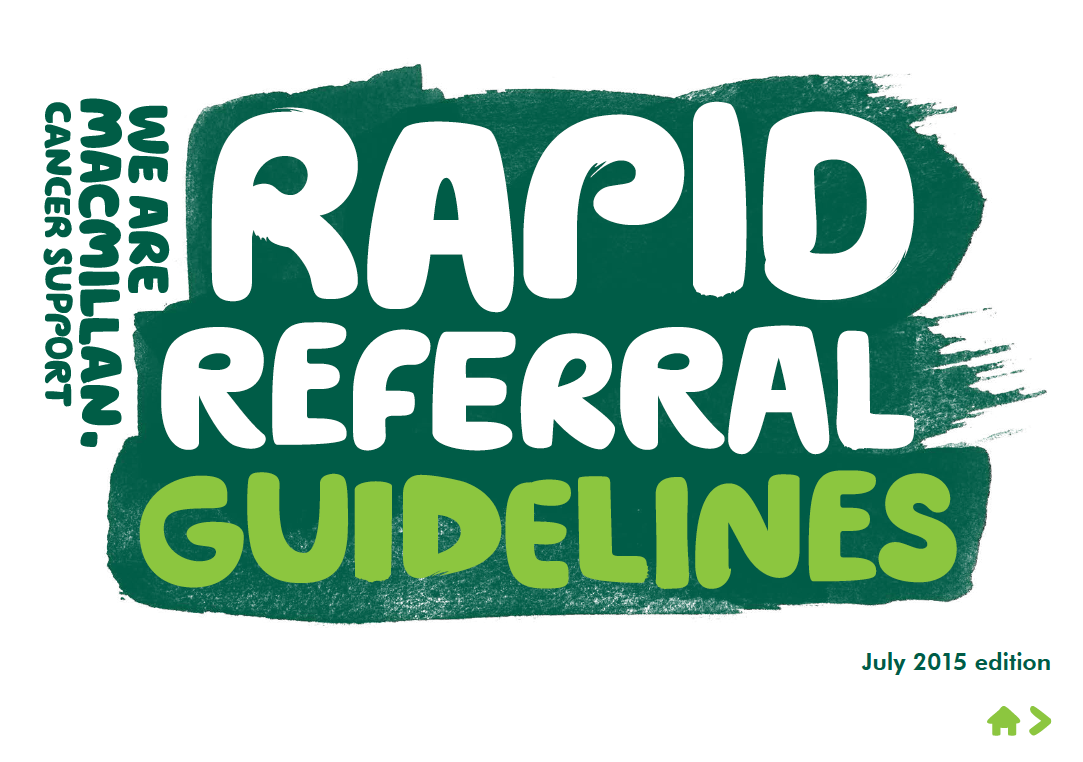 WE ARE
MACMILLAN.
CANCER SUPPORT
RAPID
REFERRAL
GUIDELINES
July 2015 edition